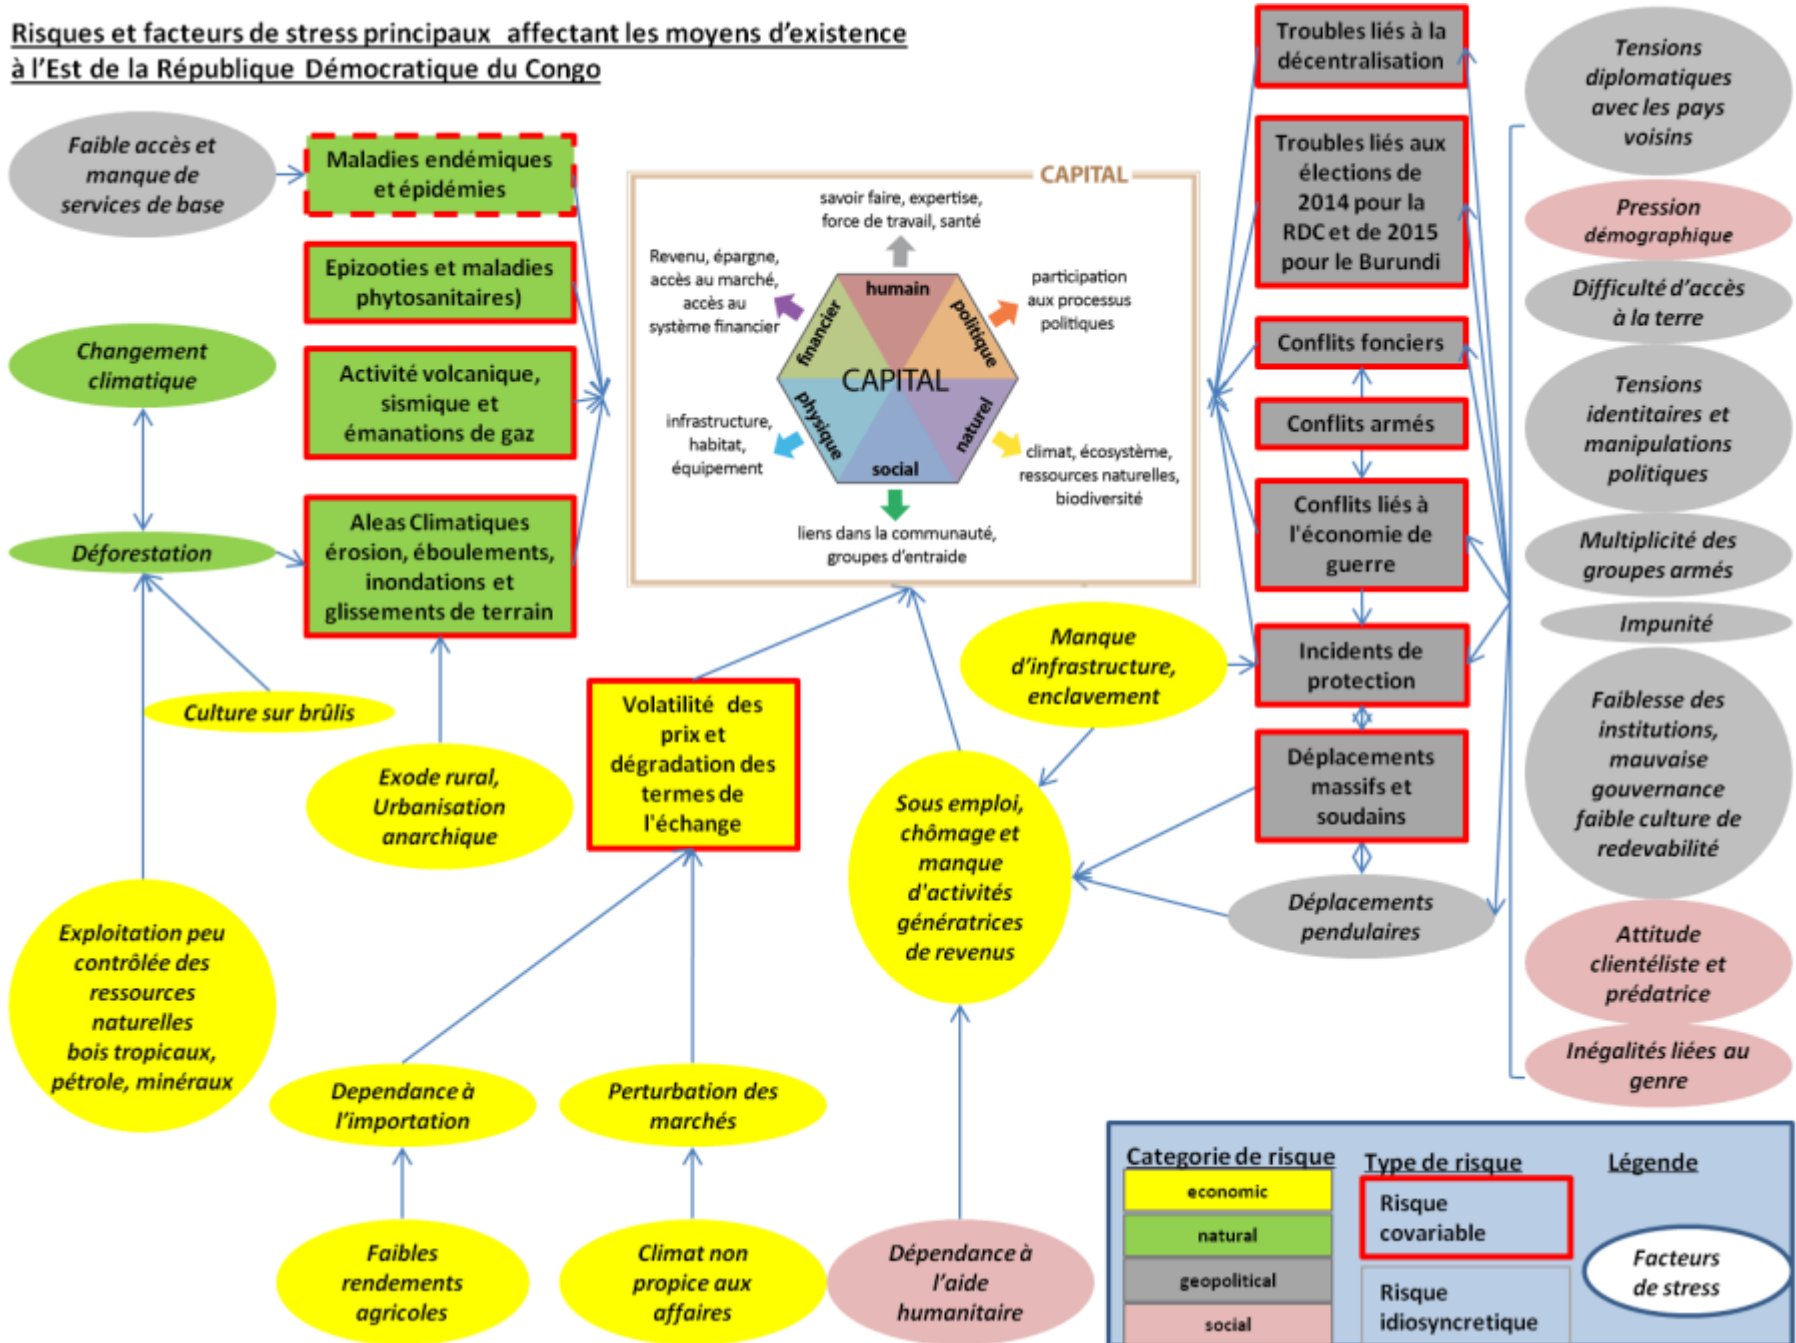 Risques et facteurs de stress principaux affectant les moyens d'existence
à l'Est de la République Démocratique du Congo
Faible accès et
manque de
services de base
Maladies endémiques
et épidémies
Epizooties et maladies
phytosanitaires)
Changement
climatique
Activité volcanique,
sismique et
émanations de gaz
Déforestation
Aleas Climatiques
érosion, éboulements,
inondations et
glissements de terrain
Culture sur brûlis
Exode rural,
Urbanisation
anarchique
Exploitation peu
contrôlée des
ressources
naturelles
bois tropicaux,
pétrole, minéraux
CAPITAL
savoir faire, expertise,
force de travail, santé
Revenu, épargne,
accès au marché,
accès au
système financier
participation
aux processus
politiques
humain
financier
politique
CAPITAL
physique
naturel
social
infrastructure,
habitat,
équipement
climat, écosystème,
ressources naturelles,
biodiversité
liens dans la communauté,
groupes d'entraide
Volatilité des
prix et
dégradation des
termes de
l'échange
Manque
d'infrastructure,
enclavement
Sous emploi,
chômage et
manque
d'activités
génératrices
de revenus
Dependance à
l'importation
Perturbation des
marchés
Faibles
rendements
agricoles
Climat non
propice aux
affaires
Dépendance à
l'aide
humanitaire
Troubles liés à la
décentralisation
Troubles liés aux
élections de
2014 pour la
RDC et de 2015
pour le Burundi
Conflits fonciers
Conflits armés
Conflits liés à
l'économie de
guerre
Incidents de
protection
Déplacements
massifs et
soudains
Déplacements
pendulaires
Tensions
diplomatiques
avec les pays
voisins
Pression
démographique
Difficulté d'accès
à la terre
Tensions
identitaires et
manipulations
politiques
Multiplicité des
groupes armés
Impunité
Faiblesse des
institutions,
mauvaise
gouvernance
faible culture de
redevabilité
Attitude
clientéliste et
prédatrice
Inégalités liées au
genre
Categorie de risque
economic
natural
geopolitical
social
Type de risque
Risque
covariable
Risque
idiosyncretique
Légende
Facteurs
de stress